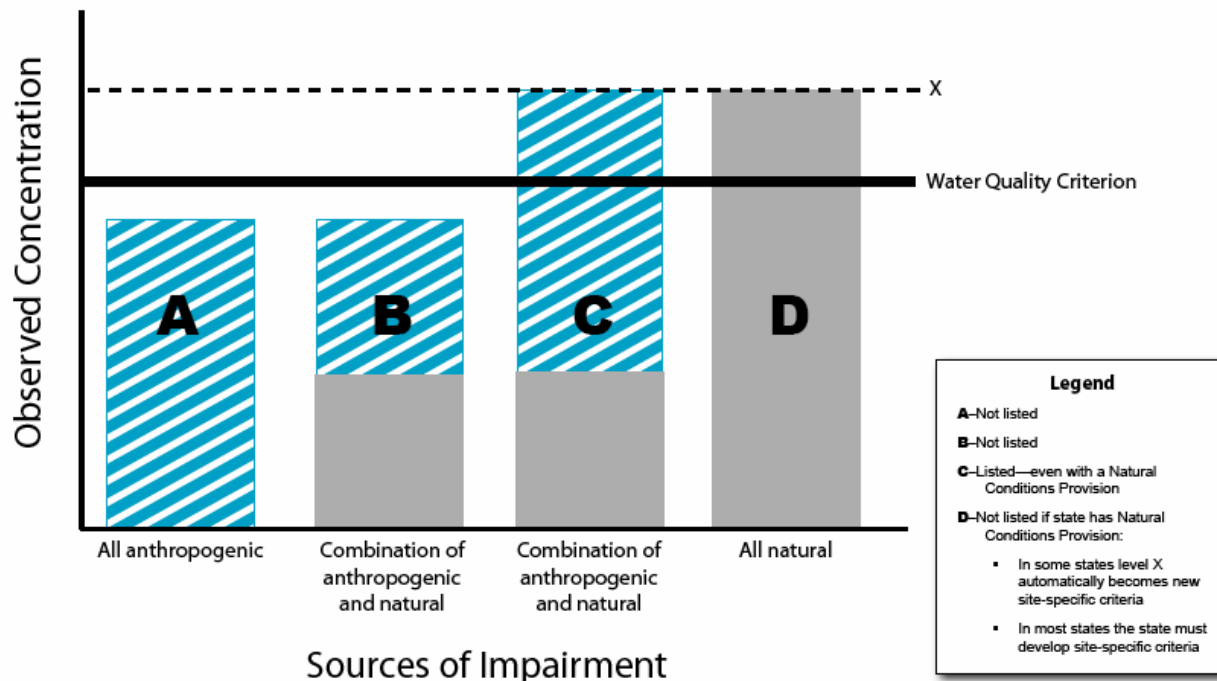 Observed Concentration
X
Water Quality Criterion
A
B
C
D
All anthropogenic
Combination of
anthropogenic
and natural
Combination of
anthropogenic
and natural
All natural
Sources of Impairment
Legend
A–Not listed
B–Not listed
C–Listed—even with a Natural
Conditions Provision
D–Not listed if state has Natural
Conditions Provision:
▪ In some states level X
automatically becomes new
site-specific criteria
▪ In most states the state must
develop site-specific criteria